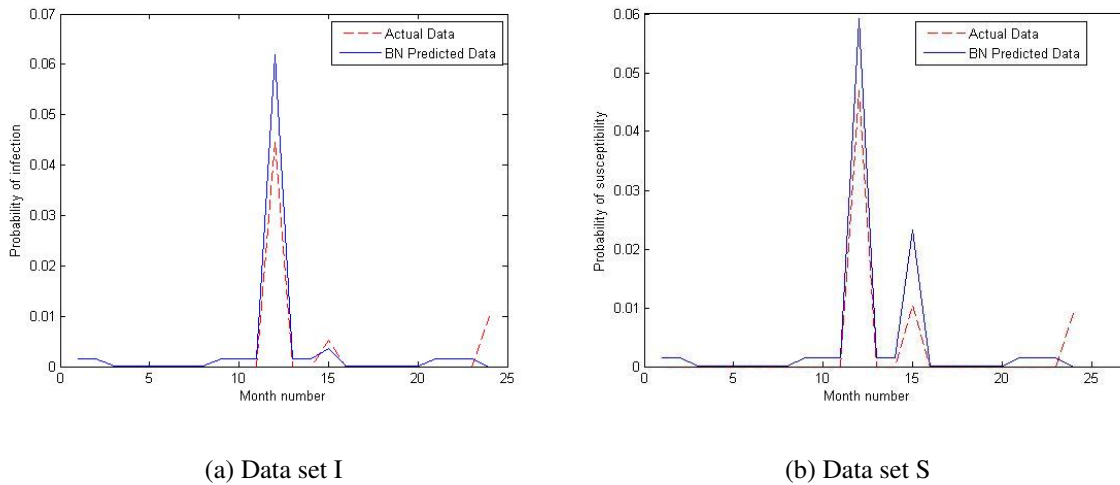 0.07
0.06
0.05
0.04
0.03
0.02
0.01
0
Probability of infection
Actual Data
BN Predicted Data
0 5 10 15 20 25
Month number
(a) Data set I
0.06
0.05
0.04
0.03
0.02
0.01
0
Probability of susceptibility
Actual Data
BN Predicted Data
0 5 10 15 20 25
Month number
(b) Data set S